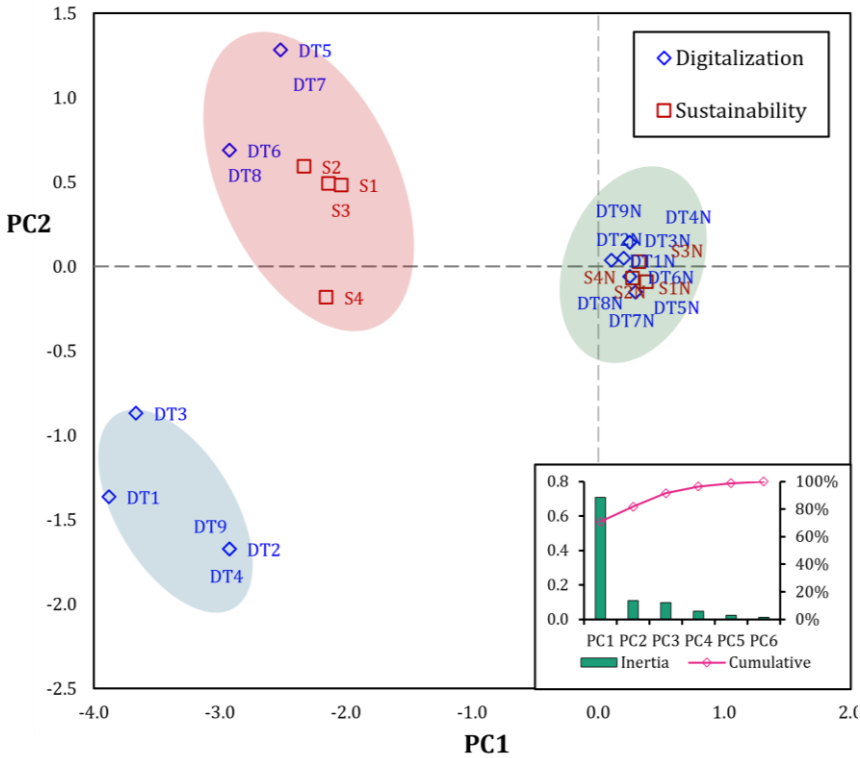 1.5
DT5
Digitalization
DT7
1.0
Sustainability
DT6
S2
DT8
0.5
S1
S3
DT9N
DT4N
PC2
DT2N
DT3N
S3N
0.0
DT1N
S4N
DT6N
S2N
S1N
S4
DT8N
DT5N
DT7N
-0.5
DT3
-1.0
DT1
DT9
-1.5
DT2
DT4
-2.0
-2.5
0.8
100%
0.6
80%
60%
0.4
40%
0.2
20%
0.0
0%
PC1 PC2 PC3 PC4 PC5 PC6
Inertia
Cumulative
-4.0 -3.0 -2.0 -1.0 0.0 1.0 2.0
PC1